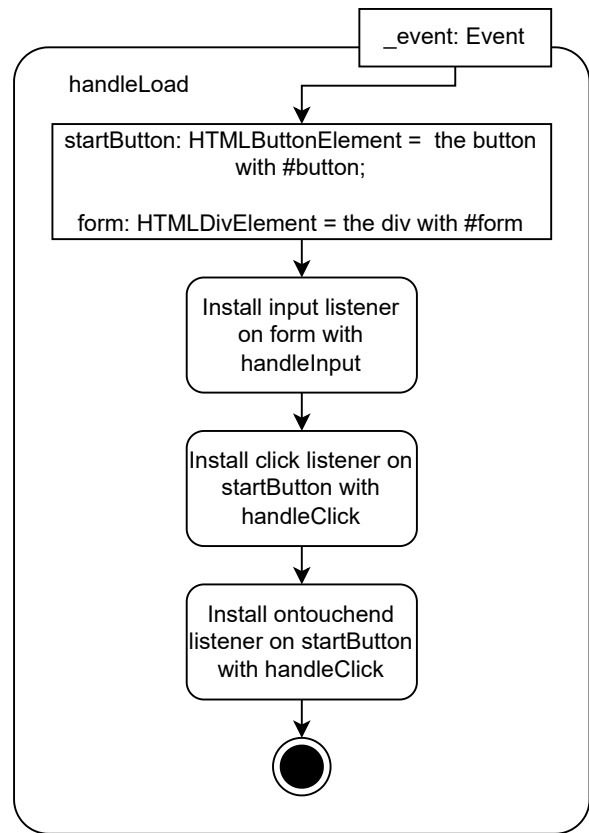 _event: Event
handleLoad
startButton: HTMLButtonElement =  the button
with #button;
form: HTMLDivElement = the div with #form
Install input listener
on form with
handleInput
Install click listener on
startButton with
handleClick
Install ontouchend
listener on startButton
with handleClick